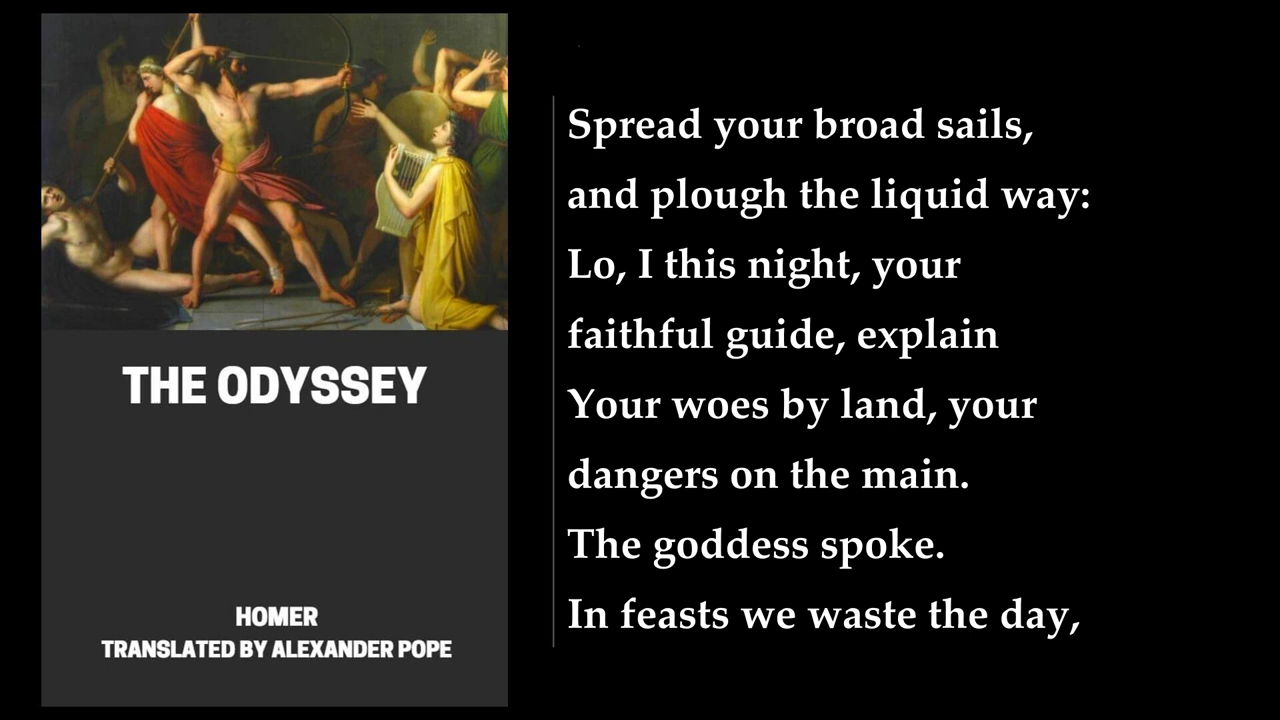 THE ODYSSEY
HOMER
TRANSLATED BY ALEXANDER POPE
Spread your broad sails,
and plough the liquid way:
Lo, I this night, your
faithful guide, explain
Your woes by land, your
dangers on the main.
The goddess spoke.
In feasts we waste the day,